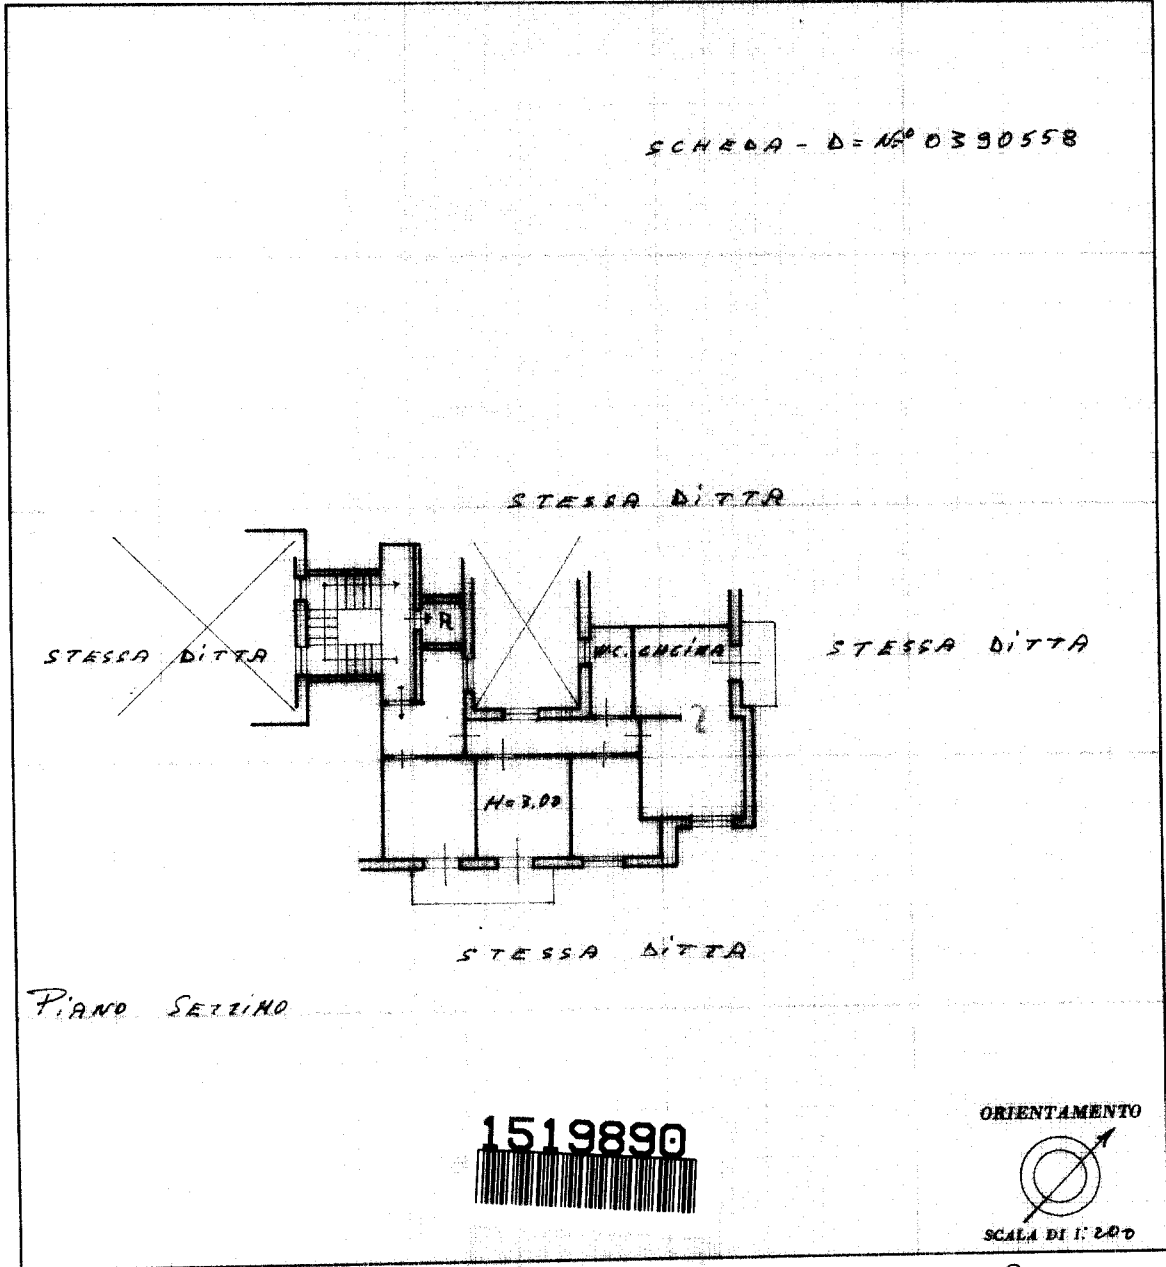 SCHEDA - D = Nº 0390558
STESSA DITTA
STESSA DITTA
A
WC. CUCINA
STESSA DITTA
2
H=3,00
STESSA DITTA
PIANO SETTIMO
1519890
ORIENTAMENTO
SCALA DI 1: 200